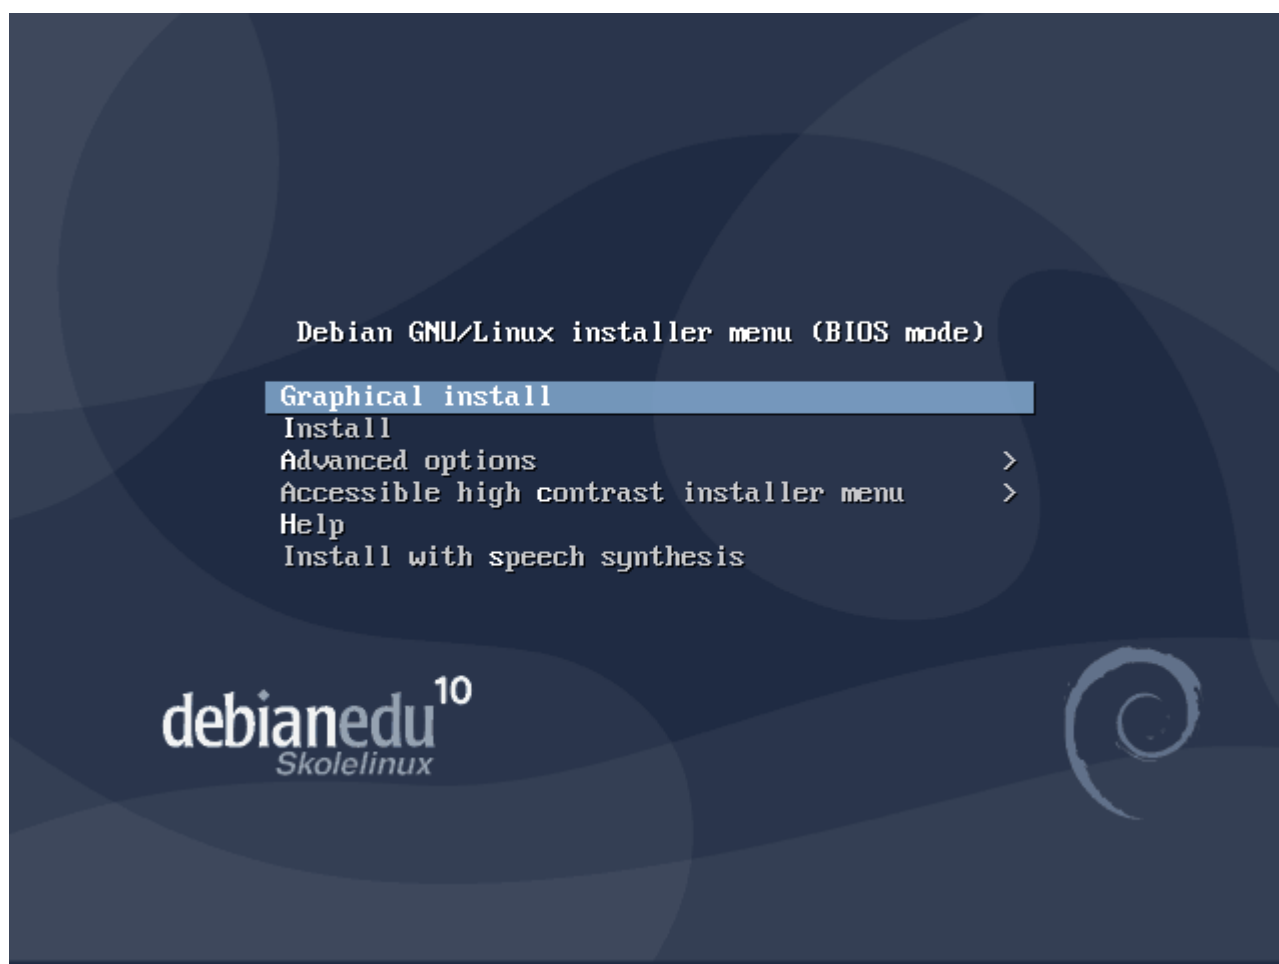 Debian GNU/Linux installer menu (BIOS mode)
Graphical install
Install
Advanced options >
Accessible high contrast installer menu >
Help
Install with speech synthesis
debianedu 10
Skolelinux